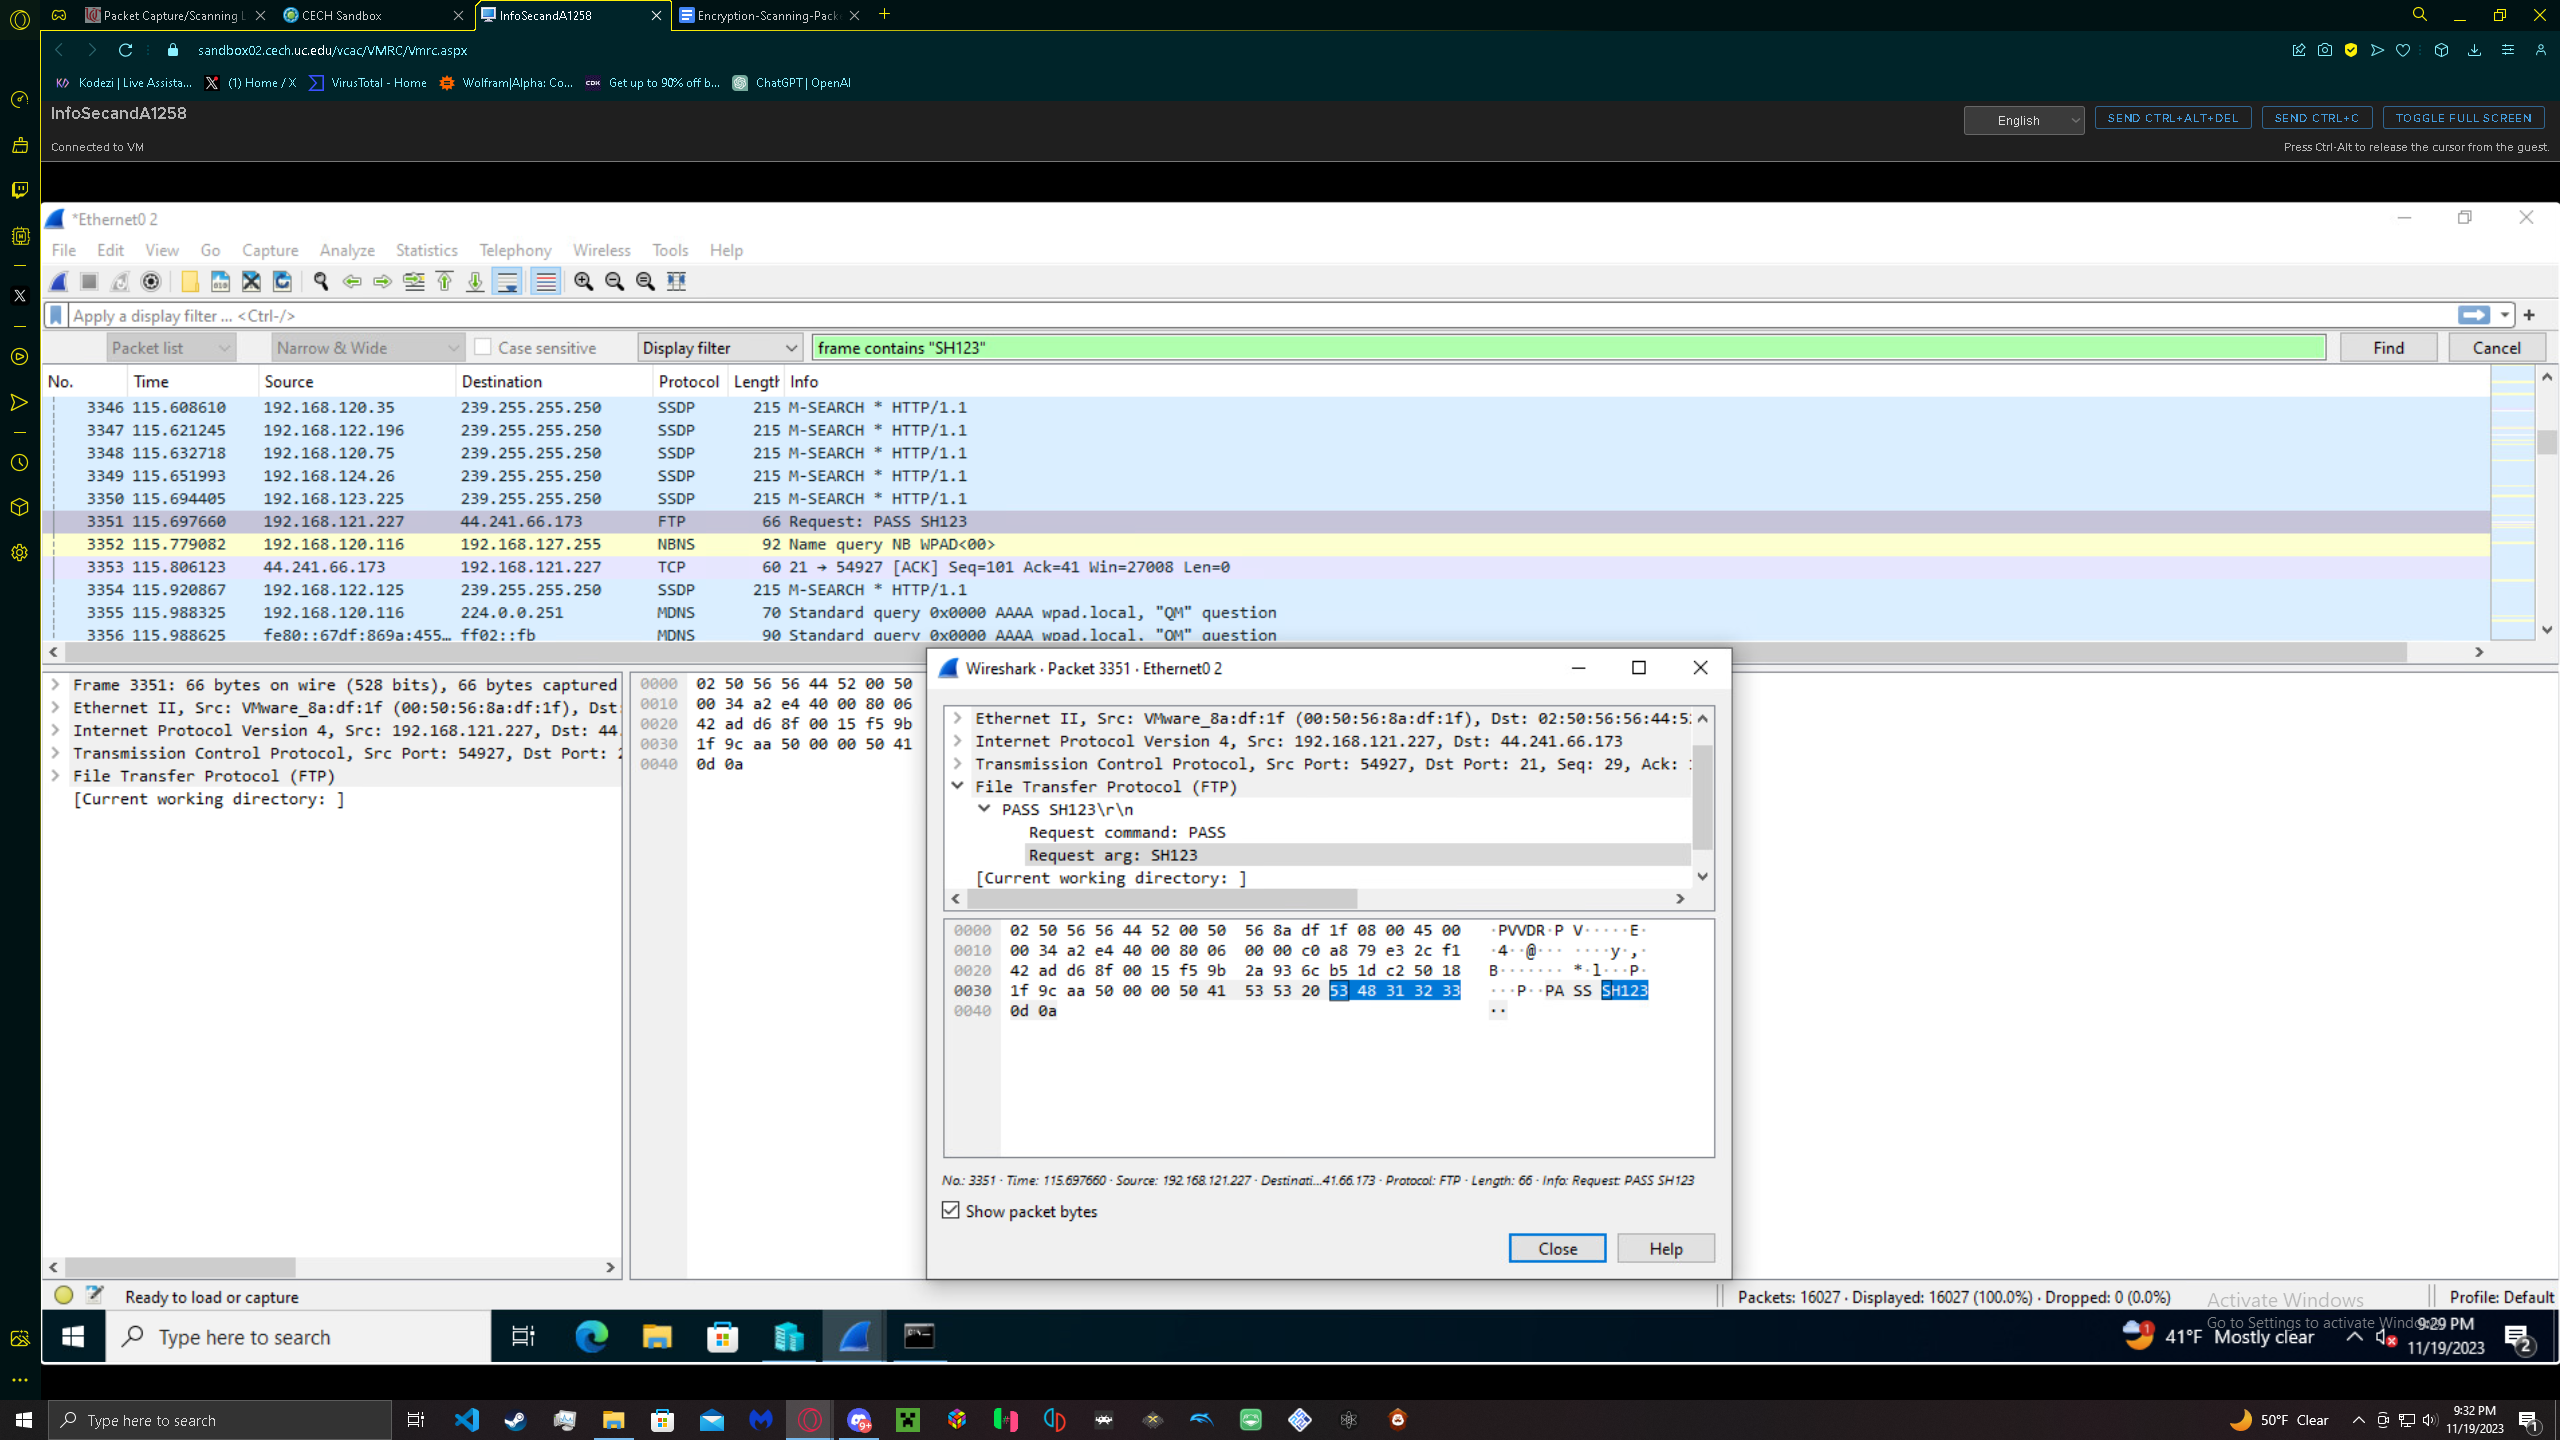 Packet Capture/Scanning L
CECH Sandbox
InfoSecandA1258
Encryption-Scanning-Pack
sandbox02.cech.uc.edu/vcac/VMRC/Vmrc.aspx
Kodezi | Live Assista...
(1) Home / X
VirusTotal - Home
Wolfram|Alpha: Co...
CDK
Get up to 90% off b...
ChatGPT | OpenAI
InfoSecandA1258
English
SEND CTRL+ALT+DEL
SEND CTRL+C
TOGGLE FULL SCREEN
Connected to VM
Press Ctrl-Alt to release the cursor from the guest.
*Ethernet0 2
File Edit View Go Capture Analyze Statistics Telephony Wireless Tools Help
Apply a display filter ... <Ctrl-/>
Packet list
Narrow & Wide
Case sensitive
Display filter
frame contains "SH123"
Find
Cancel
No. Time Source Destination Protocol Length Info
3346 115.608610 192.168.120.35 239.255.255.250 SSDP 215 M-SEARCH * HTTP/1.1
3347 115.621245 192.168.122.196 239.255.255.250 SSDP 215 M-SEARCH * HTTP/1.1
3348 115.632718 192.168.120.75 239.255.255.250 SSDP 215 M-SEARCH * HTTP/1.1
3349 115.651993 192.168.124.26 239.255.255.250 SSDP 215 M-SEARCH * HTTP/1.1
3350 115.694405 192.168.123.225 239.255.255.250 SSDP 215 M-SEARCH * HTTP/1.1
3351 115.697660 192.168.121.227 44.241.66.173 FTP 66 Request: PASS SH123
3352 115.779082 192.168.120.116 192.168.127.255 NBNS 92 Name query NB WPAD<00>
3353 115.806123 44.241.66.173 192.168.121.227 TCP 60 21 → 54927 [ACK] Seq=101 Ack=41 Win=27008 Len=0
3354 115.920867 192.168.122.125 239.255.255.250 SSDP 215 M-SEARCH * HTTP/1.1
3355 115.988325 192.168.120.116 224.0.0.251 MDNS 70 Standard query 0x0000 AAAA wpad.local, "QM" question
3356 115.988625 fe80::67df:869a:455... ff02::fb MDNS 90 Standard query 0x0000 AAAA wpad.local, "QM" question
Frame 3351: 66 bytes on wire (528 bits), 66 bytes captured
Ethernet II, Src: VMware_8a:df:1f (00:50:56:8a:df:1f), Dst:
Internet Protocol Version 4, Src: 192.168.121.227, Dst: 44.
Transmission Control Protocol, Src Port: 54927, Dst Port: 2
File Transfer Protocol (FTP)
[Current working directory: ]
0000 02 50 56 56 44 52 00 50
0010 00 34 a2 e4 40 00 80 06
0020 42 ad d6 8f 00 15 f5 9b
0030 1f 9c aa 50 00 00 50 41
0040 0d 0a
Wireshark · Packet 3351 · Ethernet0 2
Ethernet II, Src: VMware_8a:df:1f (00:50:56:8a:df:1f), Dst: 02:50:56:56:44:52
Internet Protocol Version 4, Src: 192.168.121.227, Dst: 44.241.66.173
Transmission Control Protocol, Src Port: 54927, Dst Port: 21, Seq: 29, Ack:
File Transfer Protocol (FTP)
PASS SH123\r\n
Request command: PASS
Request arg: SH123
[Current working directory: ]
0000 02 50 56 56 44 52 00 50 56 8a df 1f 08 00 45 00 ·PVVDR·P V·····E·
0010 00 34 a2 e4 40 00 80 06 00 00 c0 a8 79 e3 2c f1 ·4··@··· ····y·,·
0020 42 ad d6 8f 00 15 f5 9b 2a 93 6c b5 1d c2 50 18 B······· *·l···P·
0030 1f 9c aa 50 00 00 50 41 53 53 20 53 48 31 32 33 ···P··PA SS SH123
0040 0d 0a ··
No.: 3351 · Time: 115.697660 · Source: 192.168.121.227 · Destinati...41.66.173 · Protocol: FTP · Length: 66 · Info: Request: PASS SH123
Show packet bytes
Close
Help
Ready to load or capture
Packets: 16027 · Displayed: 16027 (100.0%) · Dropped: 0 (0.0%)
Profile: Default
Activate Windows
Go to Settings to activate Windows.
Type here to search
1
41°F Mostly clear
9:29 PM
11/19/2023
2
Type here to search
9+
50°F Clear
9:32 PM
11/19/2023
1